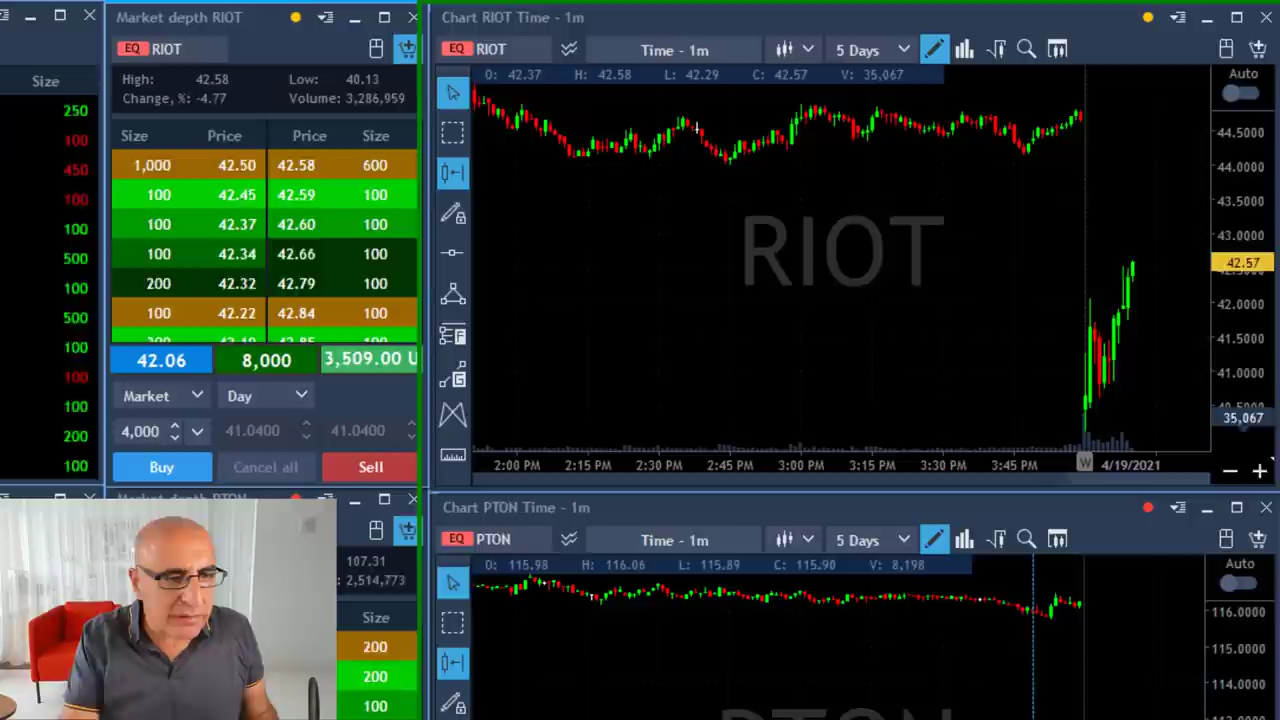 Size
250
100
450
100
100
500
100
500
100
100
100
200
100
Market depth RIOT
EQ RIOT
High: 42.58 Low: 40.13
Change, %: -4.77 Volume: 3,286,959
Size Price Price Size
1,000 42.50 42.58 600
100 42.45 42.59 100
100 42.37 42.60 100
100 42.34 42.66 100
200 42.32 42.79 100
100 42.22 42.84 100
42.06 8,000 3,509.00 U
Market Day
4,000 41.0400 41.0400
Buy Cancel all Sell
Chart RIOT Time - 1m
EQ RIOT Time - 1m 5 Days
O: 42.37 H: 42.58 L: 42.29 C: 42.57 V: 35,067
Auto
RIOT
44.5000
44.0000
43.5000
43.0000
42.57
42.0000
41.5000
41.0000
35,067
2:00 PM 2:15 PM 2:30 PM 2:45 PM 3:00 PM 3:15 PM 3:30 PM 3:45 PM W 4/19/2021
Market depth PTON
107.31
2,514,773
Size
200
200
100
Chart PTON Time - 1m
EQ PTON Time - 1m 5 Days
O: 115.98 H: 116.06 L: 115.89 C: 115.90 V: 8,198
Auto
PTON
116.0000
115.0000
114.0000